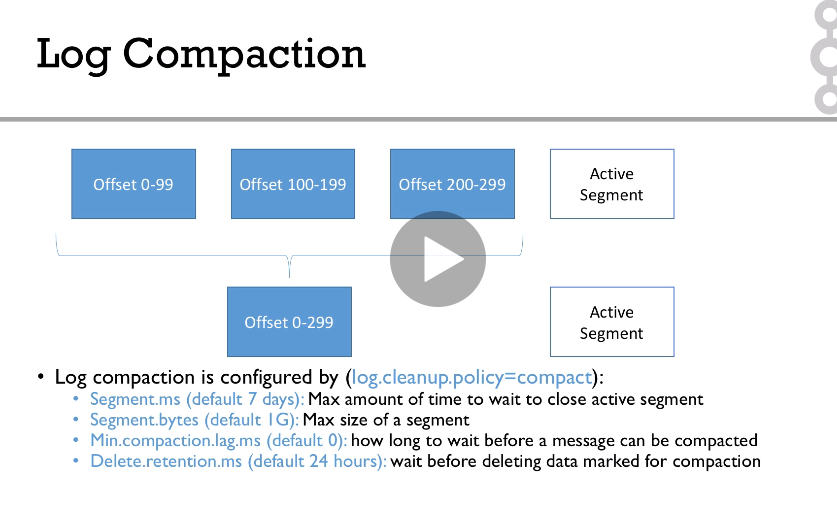 Log Compaction
Offset 0-99
Offset 100-199
Offset 200-299
Active
Segment
Offset 0-299
Active
Segment
• Log compaction is configured by (log.cleanup.policy=compact):
• Segment.ms (default 7 days): Max amount of time to wait to close active segment
• Segment.bytes (default 1G): Max size of a segment
• Min.compaction.lag.ms (default 0): how long to wait before a message can be compacted
• Delete.retention.ms (default 24 hours): wait before deleting data marked for compaction